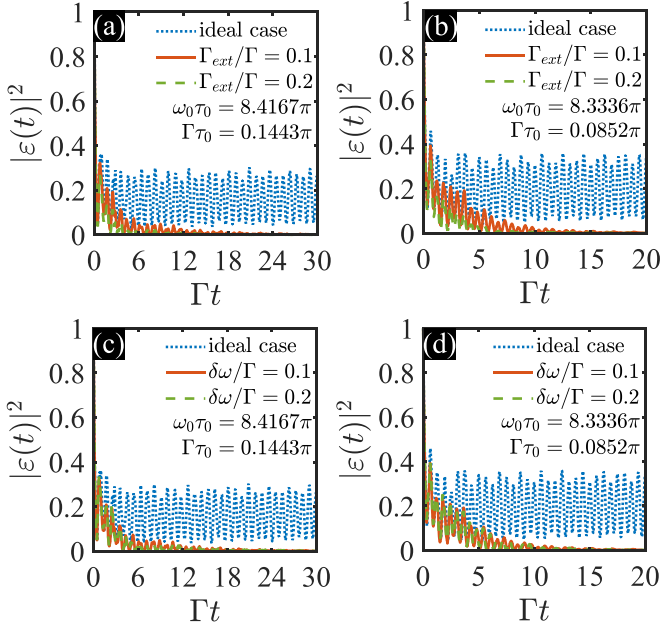 (a)
ideal case
Γ_ext/Γ = 0.1
Γ_ext/Γ = 0.2
ω₀τ₀ = 8.4167π
Γτ₀ = 0.1443π
|ε(t)|²
1
0.8
0.6
0.4
0.2
0
0 6 12 18 24 30
Γt
(b)
ideal case
Γ_ext/Γ = 0.1
Γ_ext/Γ = 0.2
ω₀τ₀ = 8.3336π
Γτ₀ = 0.0852π
|ε(t)|²
1
0.8
0.6
0.4
0.2
0
0 5 10 15 20
Γt
(c)
ideal case
δω/Γ = 0.1
δω/Γ = 0.2
ω₀τ₀ = 8.4167π
Γτ₀ = 0.1443π
|ε(t)|²
1
0.8
0.6
0.4
0.2
0
0 6 12 18 24 30
Γt
(d)
ideal case
δω/Γ = 0.1
δω/Γ = 0.2
ω₀τ₀ = 8.3336π
Γτ₀ = 0.0852π
|ε(t)|²
1
0.8
0.6
0.4
0.2
0
0 5 10 15 20
Γt